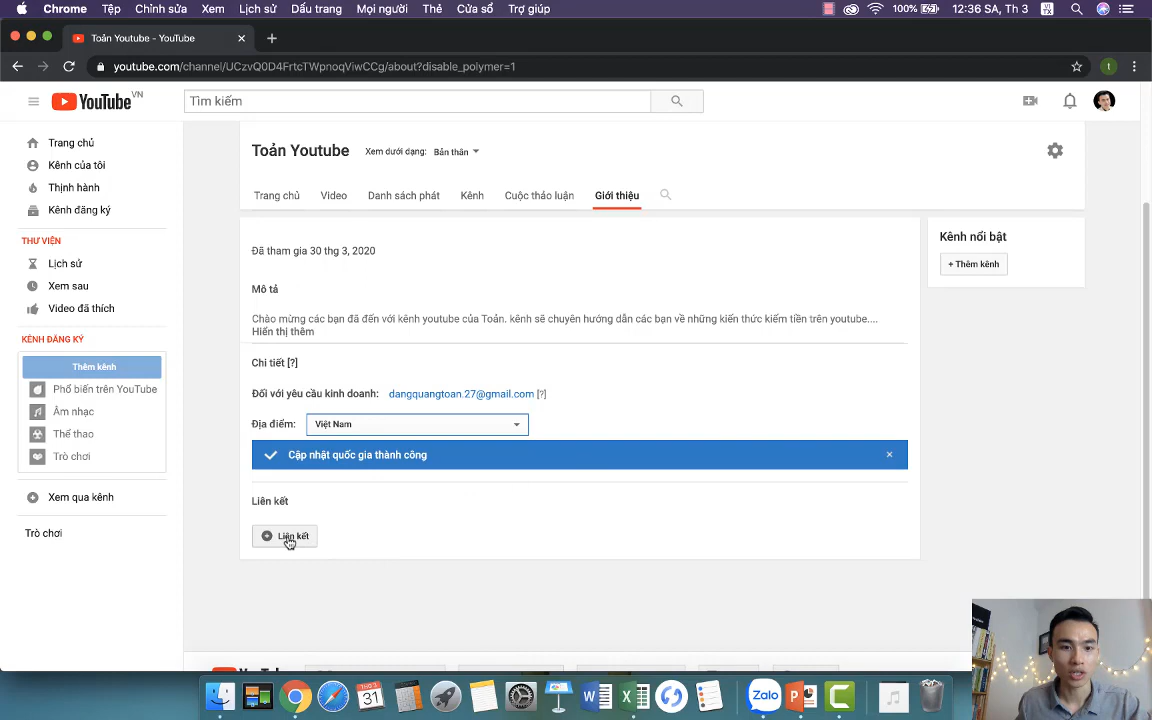 Chrome Tệp Chỉnh sửa Xem Lịch sử Dấu trang Mọi người Thẻ Cửa sổ Trợ giúp 100% 12:36 SA, Th 3
Toản Youtube - YouTube
youtube.com/channel/UCzvQ0D4FrtcTWpnoqViwCCg/about?disable_polymer=1
YouTube VN
Tìm kiếm
Trang chủ
Kênh của tôi
Thịnh hành
Kênh đăng ký
THƯ VIỆN
Lịch sử
Xem sau
Video đã thích
KÊNH ĐĂNG KÝ
Thêm kênh
Phổ biến trên YouTube
Âm nhạc
Thể thao
Trò chơi
Xem qua kênh
Trò chơi
Toản Youtube Xem dưới dạng: Bản thân
Trang chủ Video Danh sách phát Kênh Cuộc thảo luận Giới thiệu
Đã tham gia 30 thg 3, 2020
Mô tả
Chào mừng các bạn đã đến với kênh youtube của Toản. kênh sẽ chuyên hướng dẫn các bạn về những kiến thức kiếm tiền trên youtube....
Hiển thị thêm
Chi tiết [?]
Đối với yêu cầu kinh doanh: dangquangtoan.27@gmail.com [?]
Địa điểm: Việt Nam
Cập nhật quốc gia thành công
Liên kết
Liên kết
Kênh nổi bật
+ Thêm kênh
31
Zalo